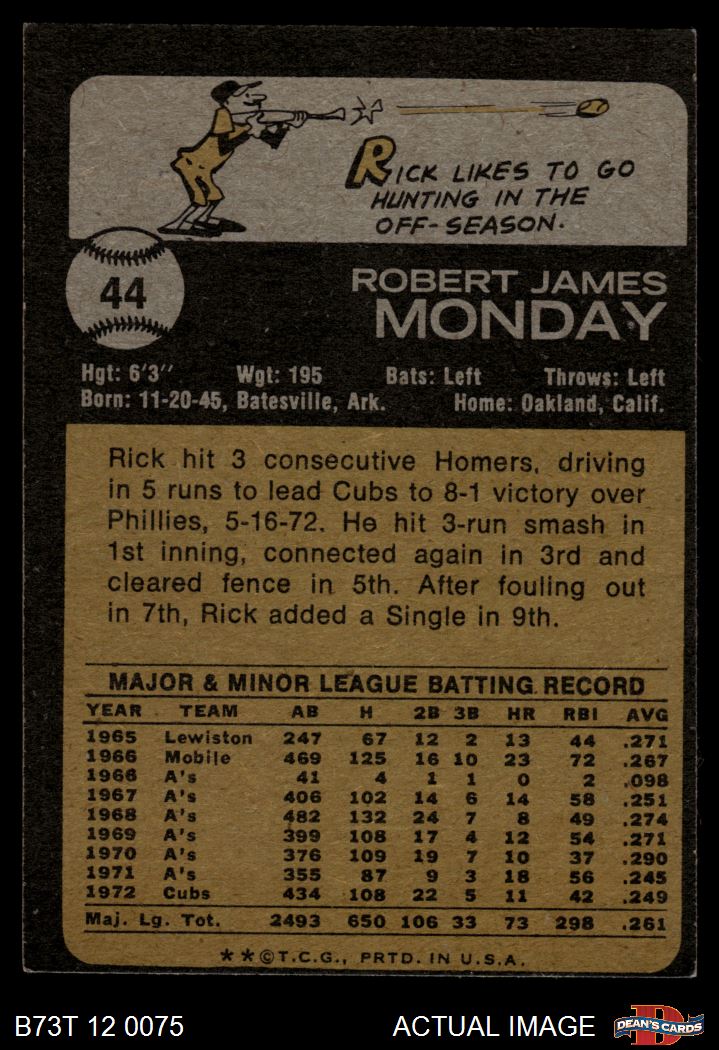 RICK LIKES TO GO
HUNTING IN THE
OFF-SEASON.
44
ROBERT JAMES
MONDAY
Hgt: 6'3" Wgt: 195 Bats: Left Throws: Left
Born: 11-20-45, Batesville, Ark. Home: Oakland, Calif.
Rick hit 3 consecutive Homers, driving
in 5 runs to lead Cubs to 8-1 victory over
Phillies, 5-16-72. He hit 3-run smash in
1st inning, connected again in 3rd and
cleared fence in 5th. After fouling out
in 7th, Rick added a Single in 9th.
MAJOR & MINOR LEAGUE BATTING RECORD
YEAR TEAM AB H 2B 3B HR RBI AVG
1965 Lewiston 247 67 12 2 13 44 .271
1966 Mobile 469 125 16 10 23 72 .267
1966 A's 41 4 1 1 0 2 .098
1967 A's 406 102 14 6 14 58 .251
1968 A's 482 132 24 7 8 49 .274
1969 A's 399 108 17 4 12 54 .271
1970 A's 376 109 19 7 10 37 .290
1971 A's 355 87 9 3 18 56 .245
1972 Cubs 434 108 22 5 11 42 .249
Maj. Lg. Tot. 2493 650 106 33 73 298 .261
**©T.C.G., PRTD. IN U.S.A.
B73T 12 0075 ACTUAL IMAGE D DEAN'S CARDS